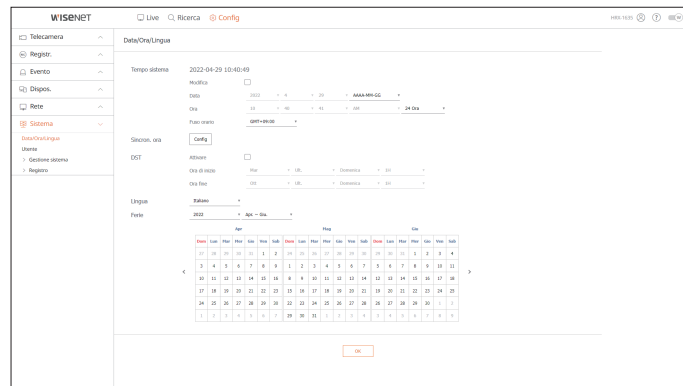 WISENET
Live Ricerca Config
HRX-1635
Telecamera
Registr.
Evento
Dispos.
Rete
Sistema
Data/Ora/Lingua
Utente
> Gestione sistema
> Registro
Data/Ora/Lingua
Tempo sistema 2022-04-29 10:40:49
Modifica
Data 2022 4 29 AAAA-MM-GG
Ora 10 40 41 AM 24 Ora
Fuso orario GMT+09:00
Sincron. ora Config
DST Attivare
Ora di inizio Mar Ult. Domenica 1H
Ora fine Ott Ult. Domenica 1H
Lingua Italiano
Ferie 2022 Apr. ~ Giu.
Apr May Giu
Dom Lun Mar Mer Gio Ven Sab Dom Lun Mar Mer Gio Ven Sab Dom Lun Mar Mer Gio Ven Sab
27 28 29 30 31 1 2 24 25 26 27 28 29 30 29 30 31 1 2 3 4
3 4 5 6 7 8 9 1 2 3 4 5 6 7 5 6 7 8 9 10 11
10 11 12 13 14 15 16 8 9 10 11 12 13 14 12 13 14 15 16 17 18
17 18 19 20 21 22 23 15 16 17 18 19 20 21 19 20 21 22 23 24 25
24 25 26 27 28 29 30 22 23 24 25 26 27 28 26 27 28 29 30 1 2
1 2 3 4 5 6 7 29 30 31 1 2 3 4 3 4 5 6 7 8 9
OK